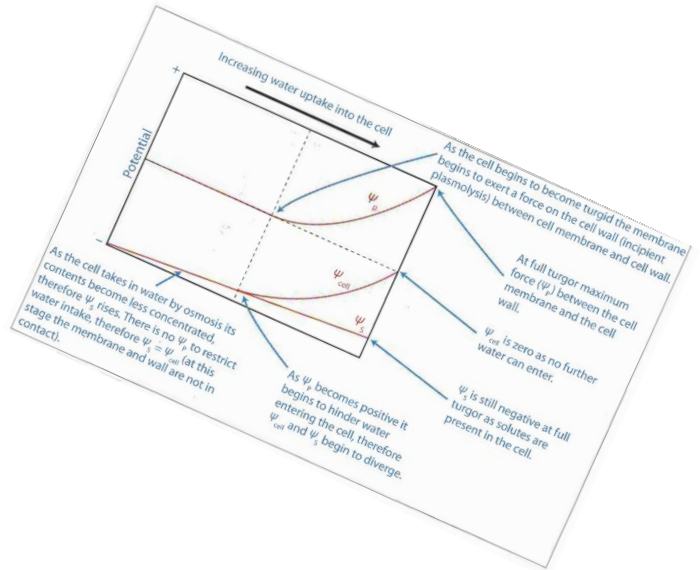 Increasing water uptake into the cell
+
Potential
–
As the cell begins to become turgid the membrane
begins to exert a force on the cell wall (incipient
plasmolysis) between cell membrane and cell wall.
ψp
ψcell
ψs
At full turgor maximum
force (ψp) between the cell
membrane and the cell
wall.
ψcell is zero as no further
water can enter.
ψs is still negative at full
turgor as solutes are
present in the cell.
As ψp becomes positive it
begins to hinder water
entering the cell, therefore
ψcell and ψs begin to diverge.
As the cell takes in water by osmosis its
contents become less concentrated,
therefore ψs rises. There is no ψp to restrict
water intake. therefore ψs = ψcell (at this
stage the membrane and wall are not in
contact).